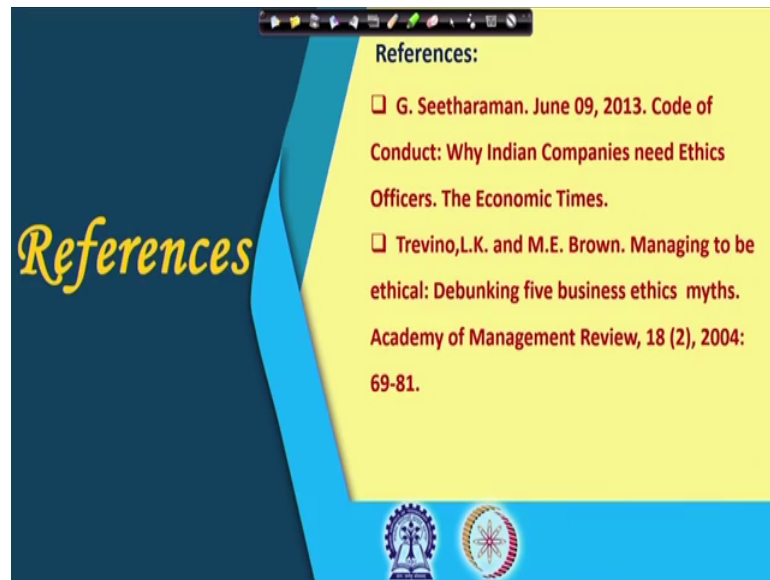 References
References:
❑ G. Seetharaman. June 09, 2013. Code of
Conduct: Why Indian Companies need Ethics
Officers. The Economic Times.
❑ Trevino,L.K. and M.E. Brown. Managing to be
ethical: Debunking five business ethics myths.
Academy of Management Review, 18 (2), 2004:
69-81.